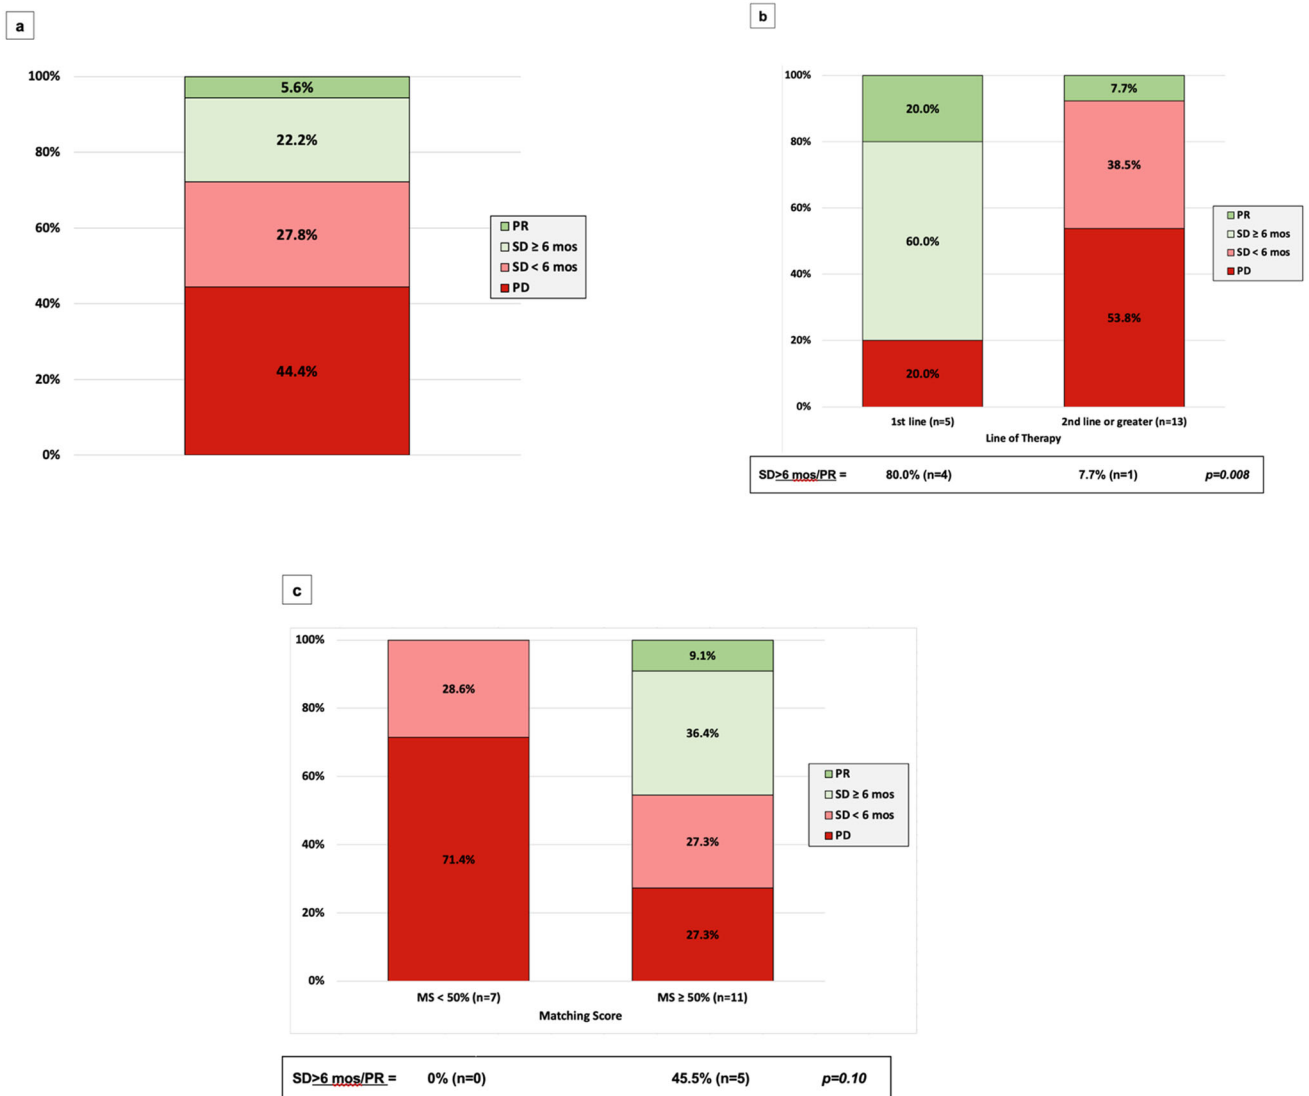 a
100%
80%
60%
40%
20%
0%
5.6%
22.2%
27.8%
44.4%
PR
SD ≥ 6 mos
SD < 6 mos
PD
b
100%
80%
60%
40%
20%
0%
20.0%
60.0%
20.0%
7.7%
38.5%
53.8%
1st line (n=5) 2nd line or greater (n=13)
Line of Therapy
PR
SD ≥ 6 mos
SD < 6 mos
PD
SD>6 mos/PR = 80.0% (n=4) 7.7% (n=1) p=0.008
c
100%
80%
60%
40%
20%
0%
28.6%
71.4%
9.1%
36.4%
27.3%
27.3%
MS < 50% (n=7) MS ≥ 50% (n=11)
Matching Score
PR
SD ≥ 6 mos
SD < 6 mos
PD
SD>6 mos/PR = 0% (n=0) 45.5% (n=5) p=0.10